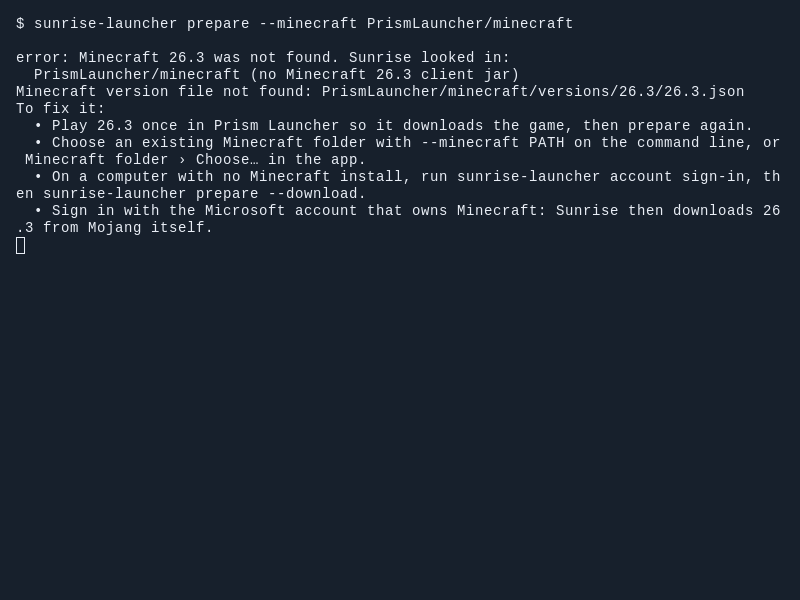 $ sunrise-launcher prepare --minecraft PrismLauncher/minecraft
error: Minecraft 26.3 was not found. Sunrise looked in:
  PrismLauncher/minecraft (no Minecraft 26.3 client jar)
Minecraft version file not found: PrismLauncher/minecraft/versions/26.3/26.3.json
To fix it:
  • Play 26.3 once in Prism Launcher so it downloads the game, then prepare again.
  • Choose an existing Minecraft folder with --minecraft PATH on the command line, or
 Minecraft folder › Choose… in the app.
  • On a computer with no Minecraft install, run sunrise-launcher account sign-in, th
en sunrise-launcher prepare --download.
  • Sign in with the Microsoft account that owns Minecraft: Sunrise then downloads 26
.3 from Mojang itself.